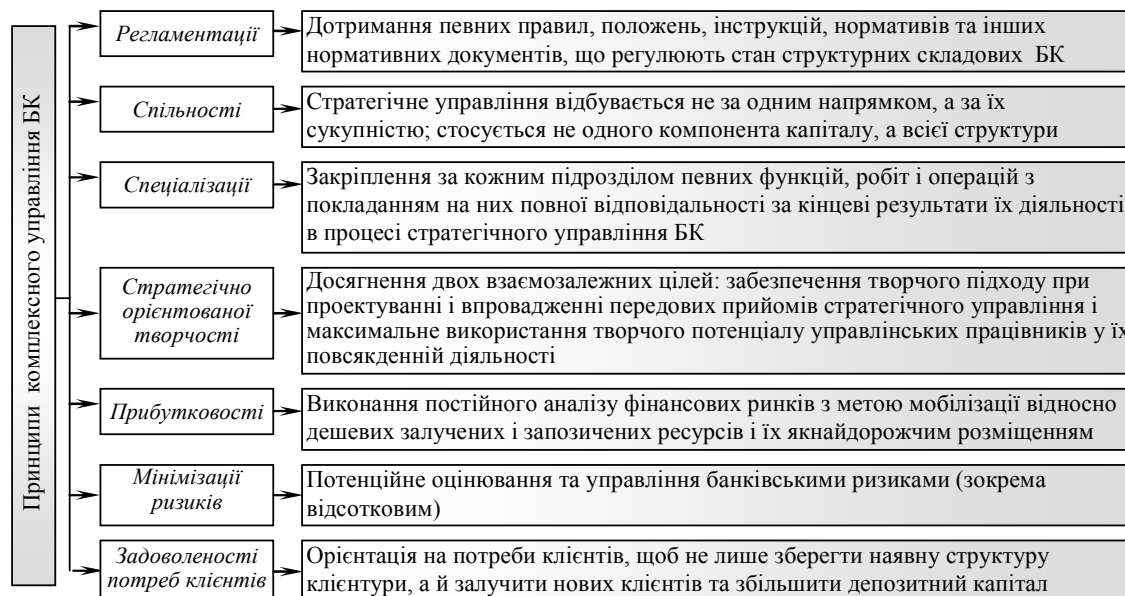 Принципи комплексного управління БК
Регламентації
Дотримання певних правил, положень, інструкцій, нормативів та інших
нормативних документів, що регулюють стан структурних складових БК
Спільності
Стратегічне управління відбувається не за одним напрямком, а за їх
сукупністю; стосується не одного компонента капіталу, а всієї структури
Спеціалізації
Закріплення за кожним підрозділом певних функцій, робіт і операцій з
покладанням на них повної відповідальності за кінцеві результати їх діяльності
в процесі стратегічного управління БК
Стратегічно
орієнтованої
творчості
Досягнення двох взаємозалежних цілей: забезпечення творчого підходу при
проектуванні і впровадженні передових прийомів стратегічного управління і
максимальне використання творчого потенціалу управлінських працівників у їх
повсякденній діяльності
Прибутковості
Виконання постійного аналізу фінансових ринків з метою мобілізації відносно
дешевих залучених і запозичених ресурсів і їх якнайдорожчим розміщенням
Мінімізації
ризиків
Потенційне оцінювання та управління банківськими ризиками (зокрема
відсотковим)
Задоволеності
потреб клієнтів
Орієнтація на потреби клієнтів, щоб не лише зберегти наявну структуру
клієнтури, а й залучити нових клієнтів та збільшити депозитний капітал